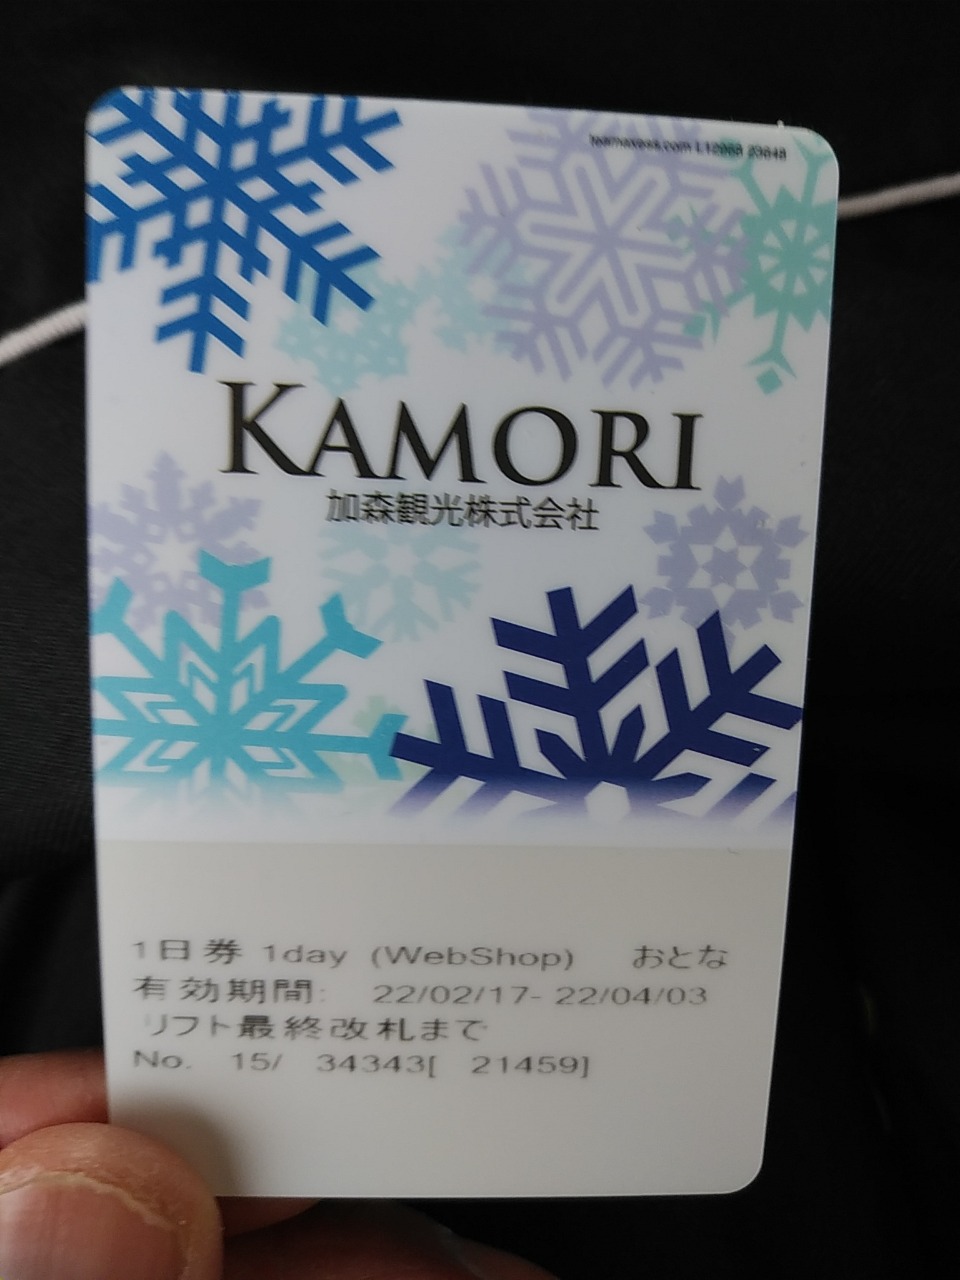 teamaxess.com
KAMORI
加森観光株式会社
1日券 1day (WebShop) おとな
有効期間: 22/02/17- 22/04/03
リフト最終改札まで
No. 15/ 34343[ 21459]